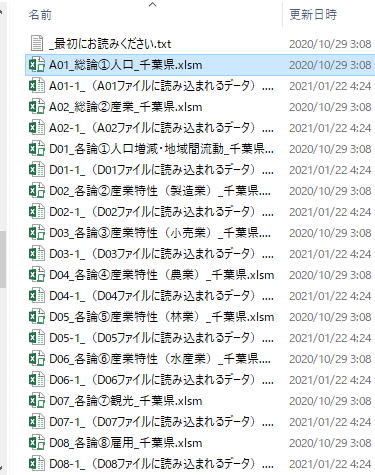 名前 更新日時
_最初にお読みください.txt 2020/10/29 3:08
A01_総論①人口_千葉県.xlsm 2020/10/29 3:08
A01-1_（A01ファイルに読み込まれるデータ）.... 2021/01/22 4:24
A02_総論②産業_千葉県.xlsm 2020/10/29 3:08
A02-1_（A02ファイルに読み込まれるデータ）.... 2021/01/22 4:24
D01_各論①人口増減・地域間流動_千葉県.... 2020/10/29 3:08
D01-1_（D01ファイルに読み込まれるデータ）.... 2021/01/22 4:24
D02_各論②産業特性（製造業）_千葉県.... 2020/10/29 3:08
D02-1_（D02ファイルに読み込まれるデータ）.... 2021/01/22 4:24
D03_各論③産業特性（小売業）_千葉県.... 2020/10/29 3:08
D03-1_（D03ファイルに読み込まれるデータ）.... 2021/01/22 4:24
D04_各論④産業特性（農業）_千葉県.xlsm 2020/10/29 3:08
D04-1_（D04ファイルに読み込まれるデータ）.... 2021/01/22 4:24
D05_各論⑤産業特性（林業）_千葉県.xlsm 2020/10/29 3:08
D05-1_（D05ファイルに読み込まれるデータ）.... 2021/01/22 4:24
D06_各論⑥産業特性（水産業）_千葉県.... 2020/10/29 3:08
D06-1_（D06ファイルに読み込まれるデータ）.... 2021/01/22 4:24
D07_各論⑦観光_千葉県.xlsm 2020/10/29 3:08
D07-1_（D07ファイルに読み込まれるデータ）.... 2021/01/22 4:24
D08_各論⑧雇用_千葉県.xlsm 2020/10/29 3:08
D08-1_（D08ファイルに読み込まれるデータ）.... 2021/01/22 4:24